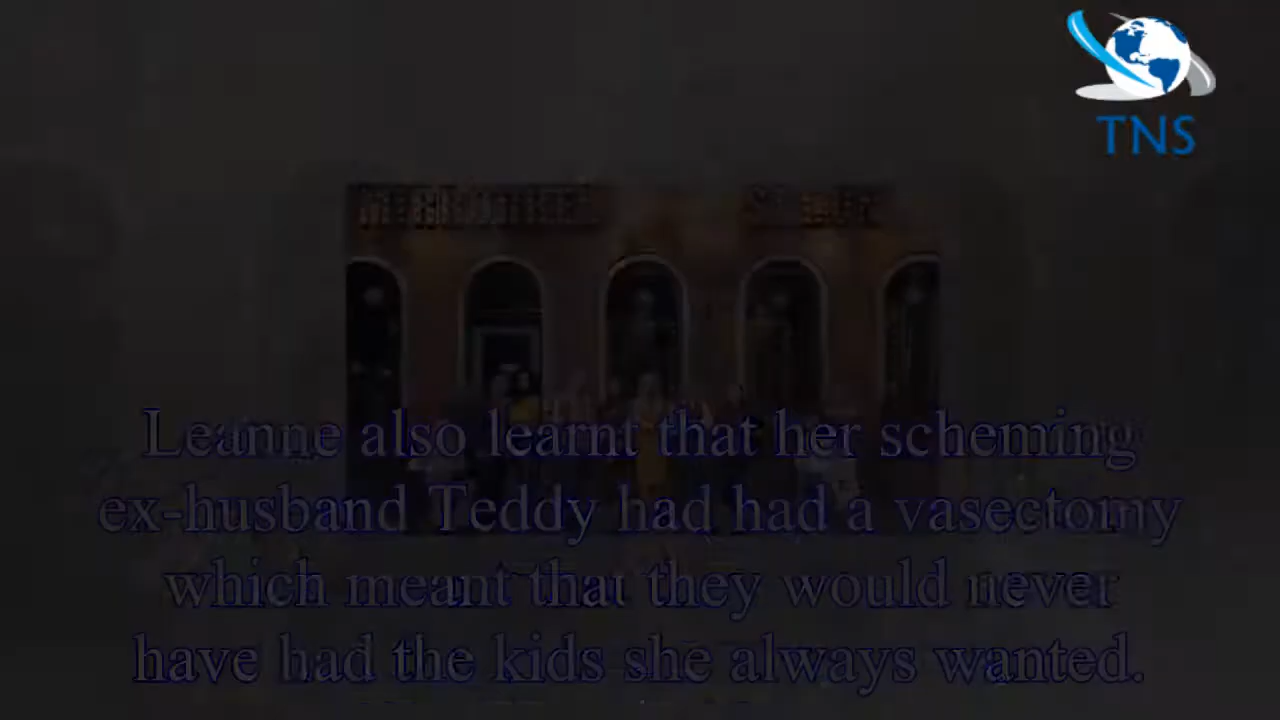 TNS
Leanne also learnt that her scheming
ex-husband Teddy had had a vasectomy
which meant that they would never
have had the kids she always wanted.